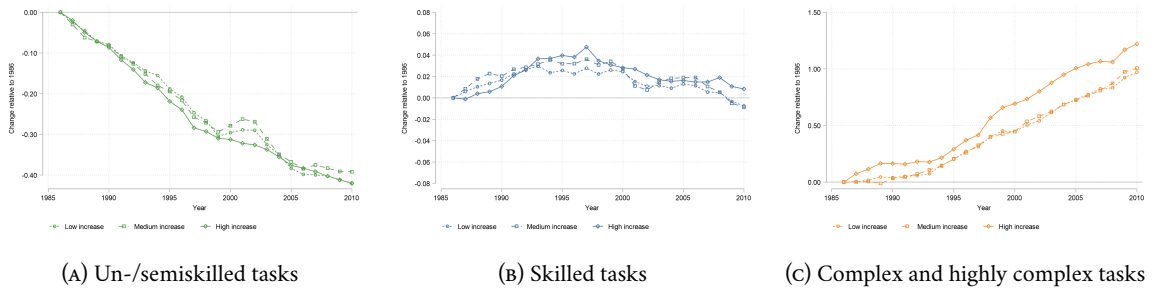 0.00
-0.10
-0.20
-0.30
-0.40
Change relative to 1986
1985 1990 1995 2000 2005 2010
Year
Low increase Medium increase High increase
(A) Un-/semiskilled tasks
0.08
0.06
0.04
0.02
0.00
-0.02
-0.04
-0.06
-0.08
Change relative to 1986
1985 1990 1995 2000 2005 2010
Year
Low increase Medium increase High increase
(B) Skilled tasks
1.50
1.00
0.50
0.00
Change relative to 1986
1985 1990 1995 2000 2005 2010
Year
Low increase Medium increase High increase
(C) Complex and highly complex tasks